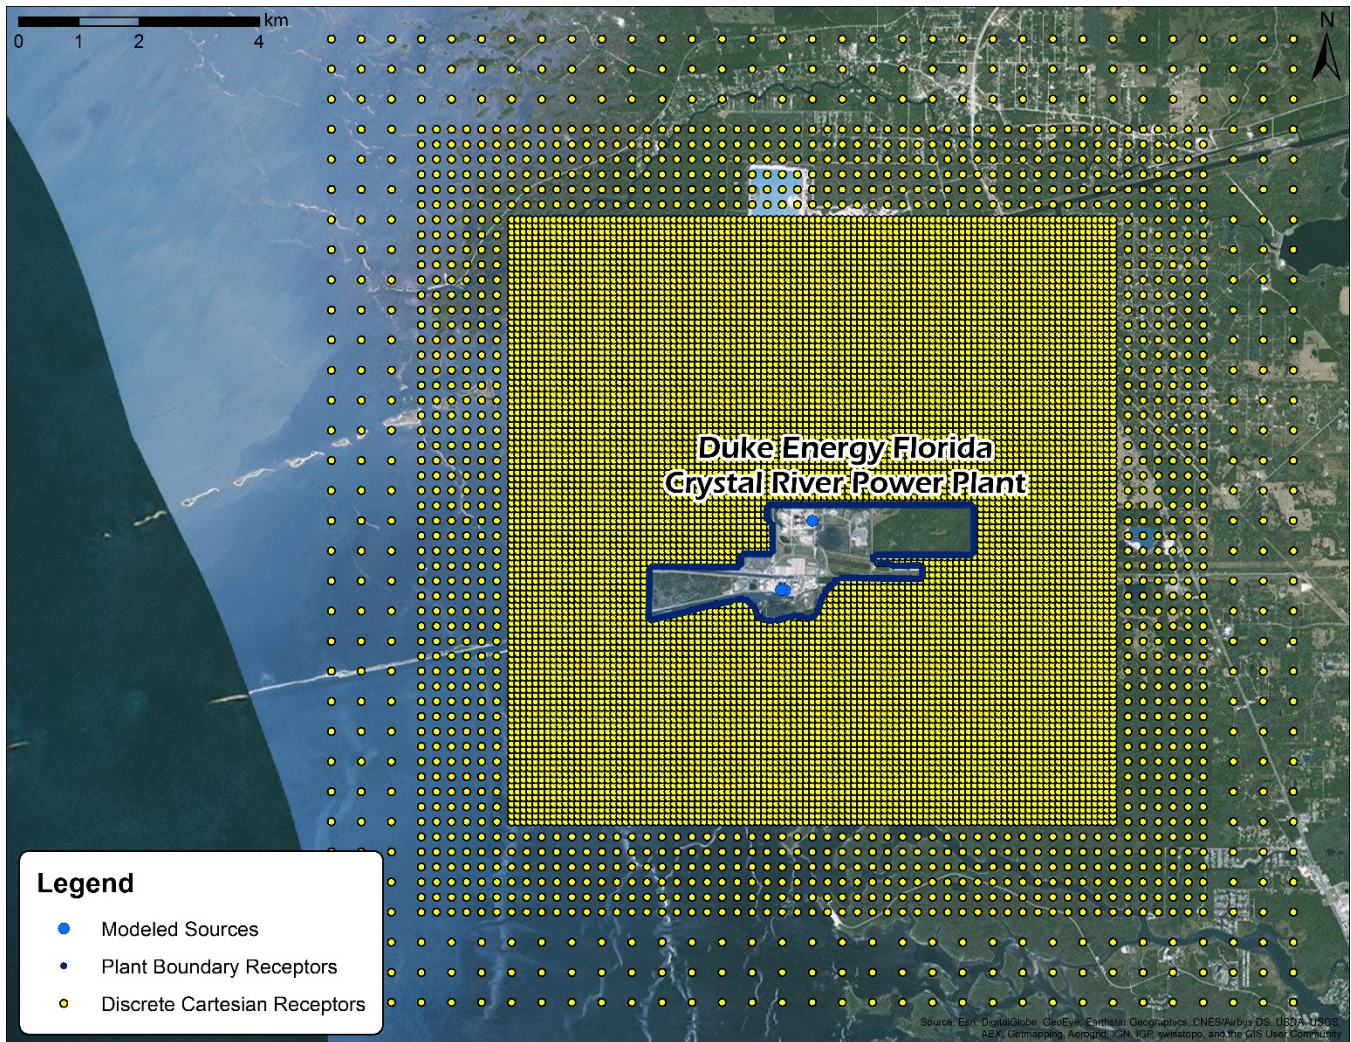 km
0 1 2 4
N
Duke Energy Florida
Crystal River Power Plant
Legend
Modeled Sources
Plant Boundary Receptors
Discrete Cartesian Receptors
Source: Esri, DigitalGlobe, GeoEye, Earthstar Geographics, CNES/Airbus DS, USDA, USGS,
AEX, Getmapping, Aerogrid, IGN, IGP, swisstopo, and the GIS User Community